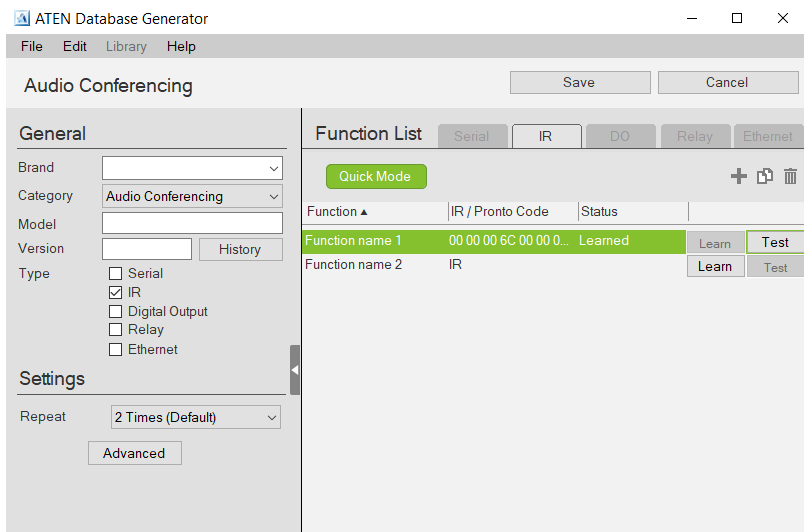 ATEN Database Generator
File Edit Library Help
Audio Conferencing
Save Cancel
General
Brand
Category Audio Conferencing
Model
Version History
Type Serial
IR
Digital Output
Relay
Ethernet
Settings
Repeat 2 Times (Default)
Advanced
Function List Serial IR DO Relay Ethernet
Quick Mode
Function IR / Pronto Code Status
Function name 1 00 00 00 6C 00 00 0... Learned Learn Test
Function name 2 IR Learn Test